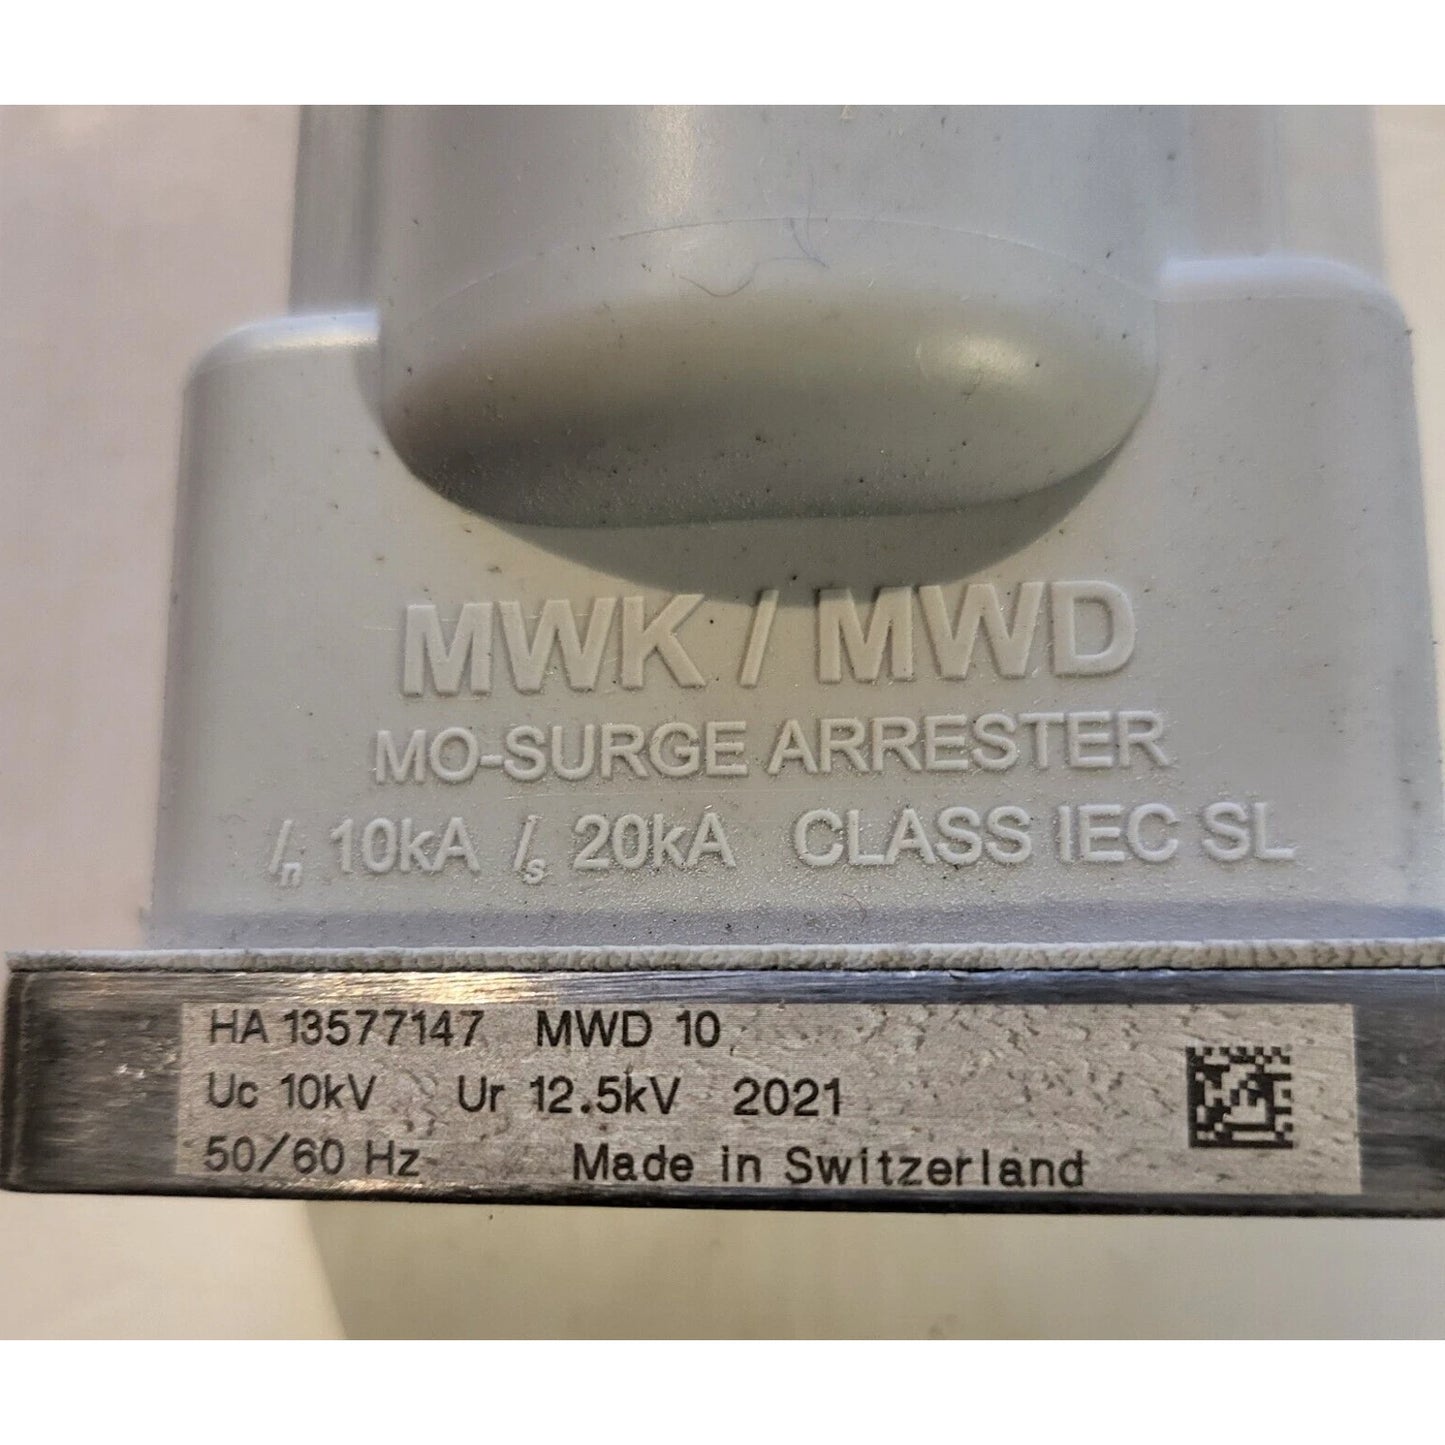 MWK / MWD
MO-SURGE ARRESTER
In 10kA Is 20kA CLASS IEC SL
HA 13577147 MWD 10
Uc 10kV Ur 12.5kV 2021
50/60 Hz Made in Switzerland